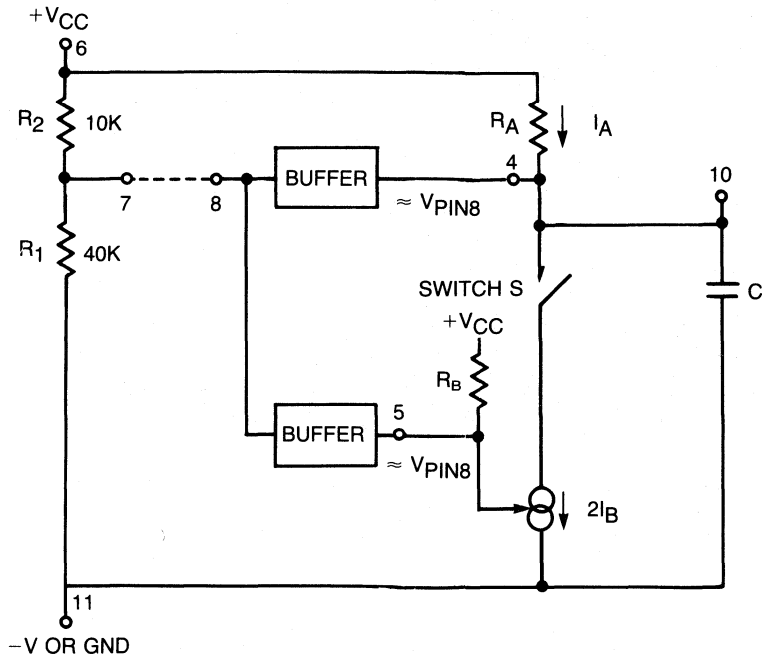 +VCC
6
R2 10K
RA IA
BUFFER
4
10
7 8
≈ VPIN8
R1 40K
SWITCH S
C
+VCC
RB
BUFFER
5
≈ VPIN8
2IB
11
−V OR GND